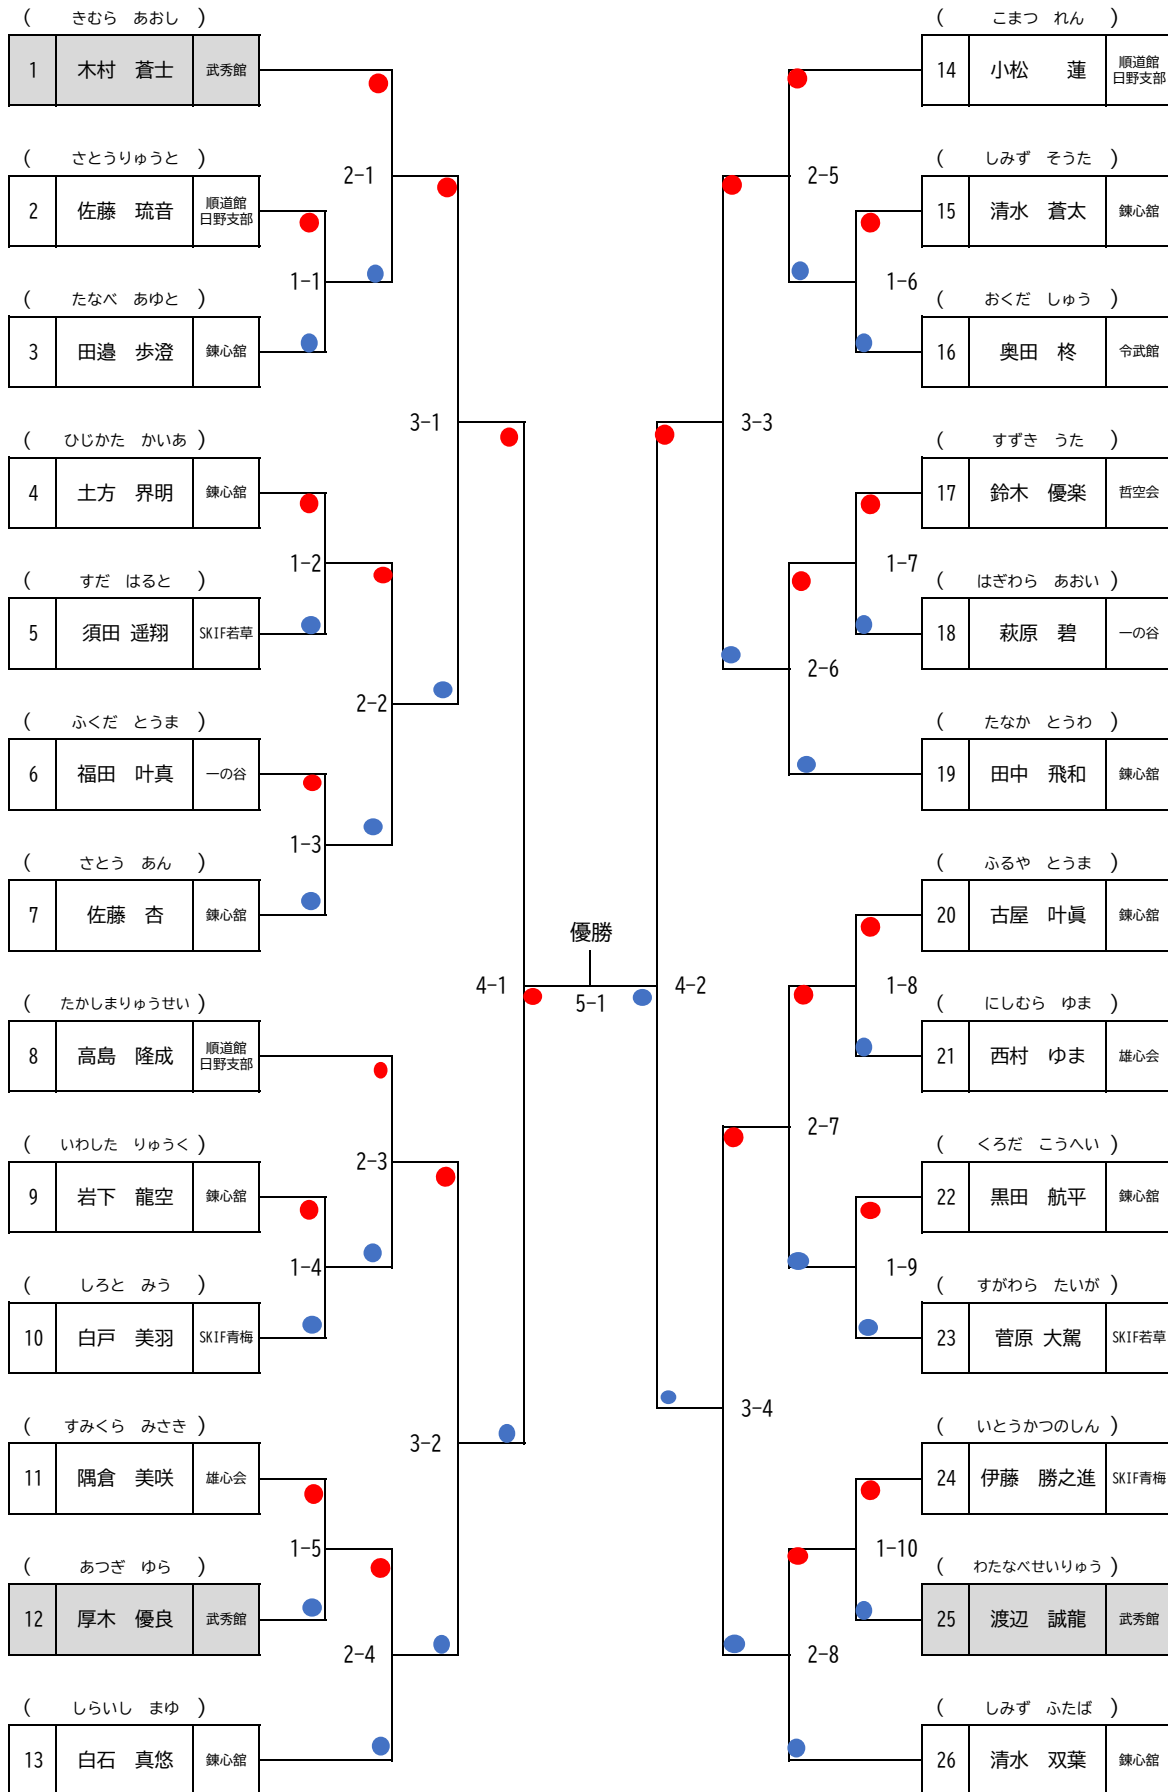 ( きむら あおし )
1 木村 蒼士 武秀館
( さとうりゅうと )
2 佐藤 琉音 順道館 日野支部
( たなべ あゆと )
3 田邉 歩澄 錬心舘
( ひじかた かいあ )
4 土方 界明 錬心舘
( すだ はると )
5 須田 遥翔 SKIF若草
( ふくだ とうま )
6 福田 叶真 一の谷
( さとう あん )
7 佐藤 杏 錬心舘
( たかしまりゅうせい )
8 高島 隆成 順道館 日野支部
( いわした りゅうく )
9 岩下 龍空 錬心舘
( しろと みう )
10 白戸 美羽 SKIF青梅
( すみくら みさき )
11 隅倉 美咲 雄心会
( あつぎ ゆら )
12 厚木 優良 武秀館
( しらいし まゆ )
13 白石 真悠 錬心舘
1-1
1-2
1-3
1-4
1-5
2-1
2-2
2-3
2-4
3-1
3-2
4-1
優勝
5-1
4-2
3-3
3-4
2-5
2-6
2-7
2-8
1-6
1-7
1-8
1-9
1-10
( こまつ れん )
14 小松 蓮 順道館 日野支部
( しみず そうた )
15 清水 蒼太 錬心舘
( おくだ しゅう )
16 奥田 柊 令武館
( すずき うた )
17 鈴木 優楽 哲空会
( はぎわら あおい )
18 萩原 碧 一の谷
( たなか とうわ )
19 田中 飛和 錬心舘
( ふるや とうま )
20 古屋 叶眞 錬心舘
( にしむら ゆま )
21 西村 ゆま 雄心会
( くろだ こうへい )
22 黒田 航平 錬心舘
( すがわら たいが )
23 菅原 大駕 SKIF若草
( いとうかつのしん )
24 伊藤 勝之進 SKIF青梅
( わたなべせいりゅう )
25 渡辺 誠龍 武秀館
( しみず ふたば )
26 清水 双葉 錬心舘